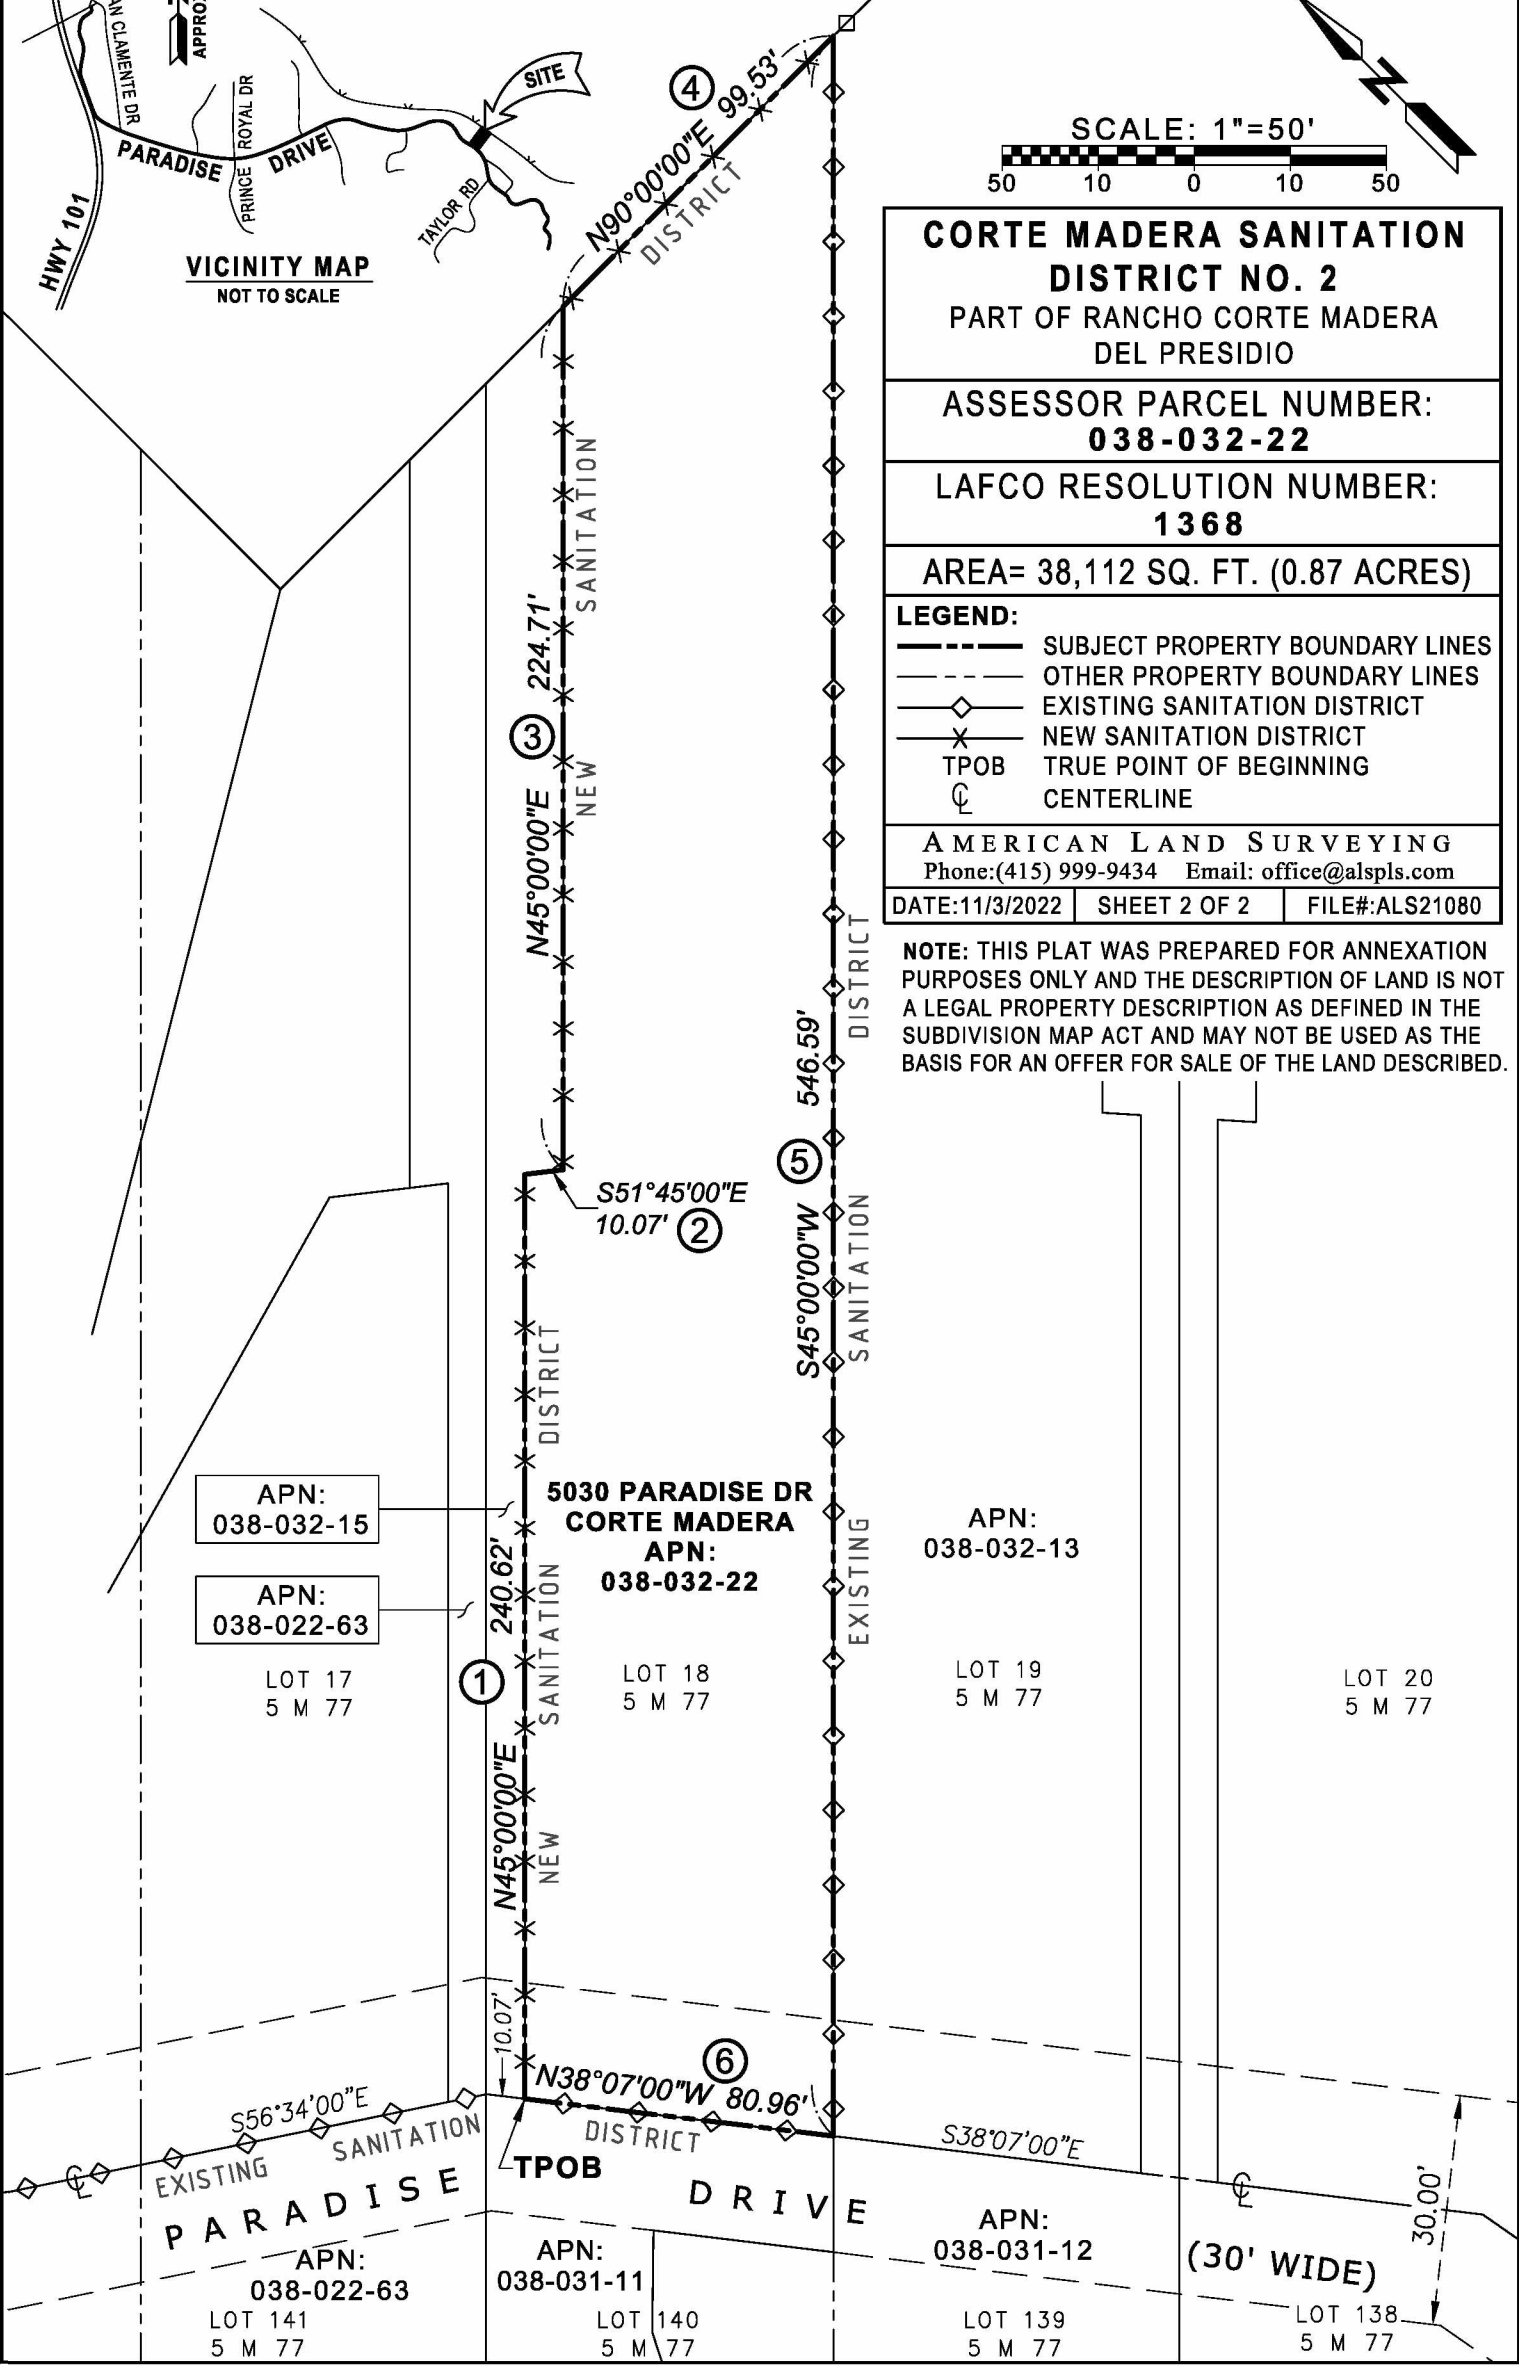 AN CLAMENTE DR
APPRO
PRINCE ROYAL DR
PARADISE DRIVE
SITE
TAYLOR RD
HWY 101
VICINITY MAP
NOT TO SCALE
4
N90°00'00"E 99.53'
DISTRICT
N
SCALE: 1"=50'
50 10 0 10 50
CORTE MADERA SANITATION
DISTRICT NO. 2
PART OF RANCHO CORTE MADERA
DEL PRESIDIO
ASSESSOR PARCEL NUMBER:
038-032-22
LAFCO RESOLUTION NUMBER:
1368
AREA= 38,112 SQ. FT. (0.87 ACRES)
LEGEND:
SUBJECT PROPERTY BOUNDARY LINES
OTHER PROPERTY BOUNDARY LINES
EXISTING SANITATION DISTRICT
NEW SANITATION DISTRICT
TPOB TRUE POINT OF BEGINNING
℄ CENTERLINE
AMERICAN LAND SURVEYING
Phone:(415) 999-9434 Email: office@alspls.com
DATE:11/3/2022 SHEET 2 OF 2 FILE#:ALS21080
NOTE: THIS PLAT WAS PREPARED FOR ANNEXATION
PURPOSES ONLY AND THE DESCRIPTION OF LAND IS NOT
A LEGAL PROPERTY DESCRIPTION AS DEFINED IN THE
SUBDIVISION MAP ACT AND MAY NOT BE USED AS THE
BASIS FOR AN OFFER FOR SALE OF THE LAND DESCRIBED.
N45°00'00"E 224.71'
3
NEW SANITATION
S51°45'00"E
10.07' 2
S45°00'00"W 546.59'
5
EXISTING SANITATION DISTRICT
APN:
038-032-15
APN:
038-022-63
LOT 17
5 M 77
N45°00'00"E 240.62'
1
NEW SANITATION DISTRICT
5030 PARADISE DR
CORTE MADERA
APN:
038-032-22
LOT 18
5 M 77
APN:
038-032-13
LOT 19
5 M 77
LOT 20
5 M 77
10.07'
6
N38°07'00"W 80.96'
DISTRICT
TPOB
S56°34'00"E
℄
EXISTING SANITATION
S38°07'00"E
℄
30.00'
PARADISE DRIVE
(30' WIDE)
APN:
038-022-63
LOT 141
5 M 77
APN:
038-031-11
LOT 140
5 M 77
APN:
038-031-12
LOT 139
5 M 77
LOT 138
5 M 77